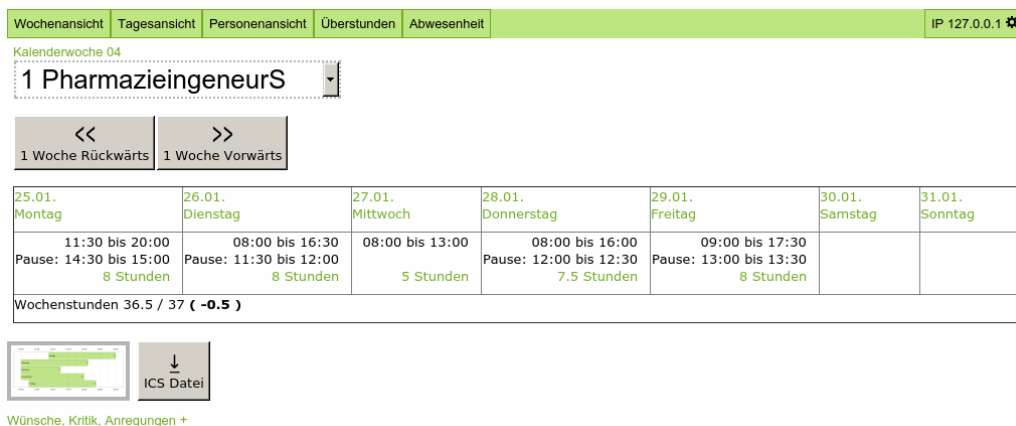 Wochenansicht Tagesansicht Personenansicht Überstunden Abwesenheit IP 127.0.0.1
Kalenderwoche 04
1 PharmazieingeneurS
<< >>
1 Woche Rückwärts 1 Woche Vorwärts
25.01. 26.01. 27.01. 28.01. 29.01. 30.01. 31.01.
Montag Dienstag Mittwoch Donnerstag Freitag Samstag Sonntag
11:30 bis 20:00 08:00 bis 16:30 08:00 bis 13:00 08:00 bis 16:00 09:00 bis 17:30
Pause: 14:30 bis 15:00 Pause: 11:30 bis 12:00 Pause: 12:00 bis 12:30 Pause: 13:00 bis 13:30
8 Stunden 8 Stunden 5 Stunden 7.5 Stunden 8 Stunden
Wochenstunden 36.5 / 37 ( -0.5 )
ICS Datei
Wünsche, Kritik, Anregungen +